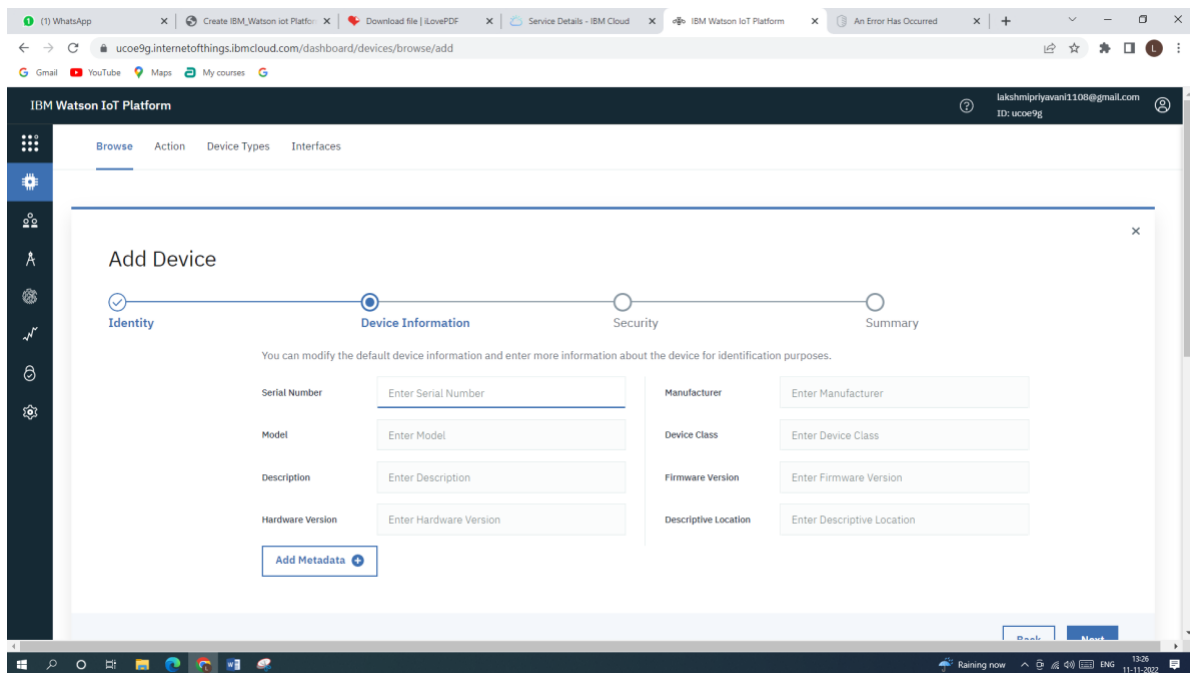 (1) WhatsApp
Create IBM_Watson iot Platfor
Download file | iLovePDF
Service Details - IBM Cloud
IBM Watson IoT Platform
An Error Has Occurred
ucoe9g.internetofthings.ibmcloud.com/dashboard/devices/browse/add
L
Gmail YouTube Maps My courses
IBM Watson IoT Platform
lakshmipriyavani1108@gmail.com
ID: ucoe9g
Browse Action Device Types Interfaces
Add Device
Identity Device Information Security Summary
You can modify the default device information and enter more information about the device for identification purposes.
Serial Number Enter Serial Number Manufacturer Enter Manufacturer
Model Enter Model Device Class Enter Device Class
Description Enter Description Firmware Version Enter Firmware Version
Hardware Version Enter Hardware Version Descriptive Location Enter Descriptive Location
Add Metadata
Back Next
Raining now ENG 13:26
11-11-2022